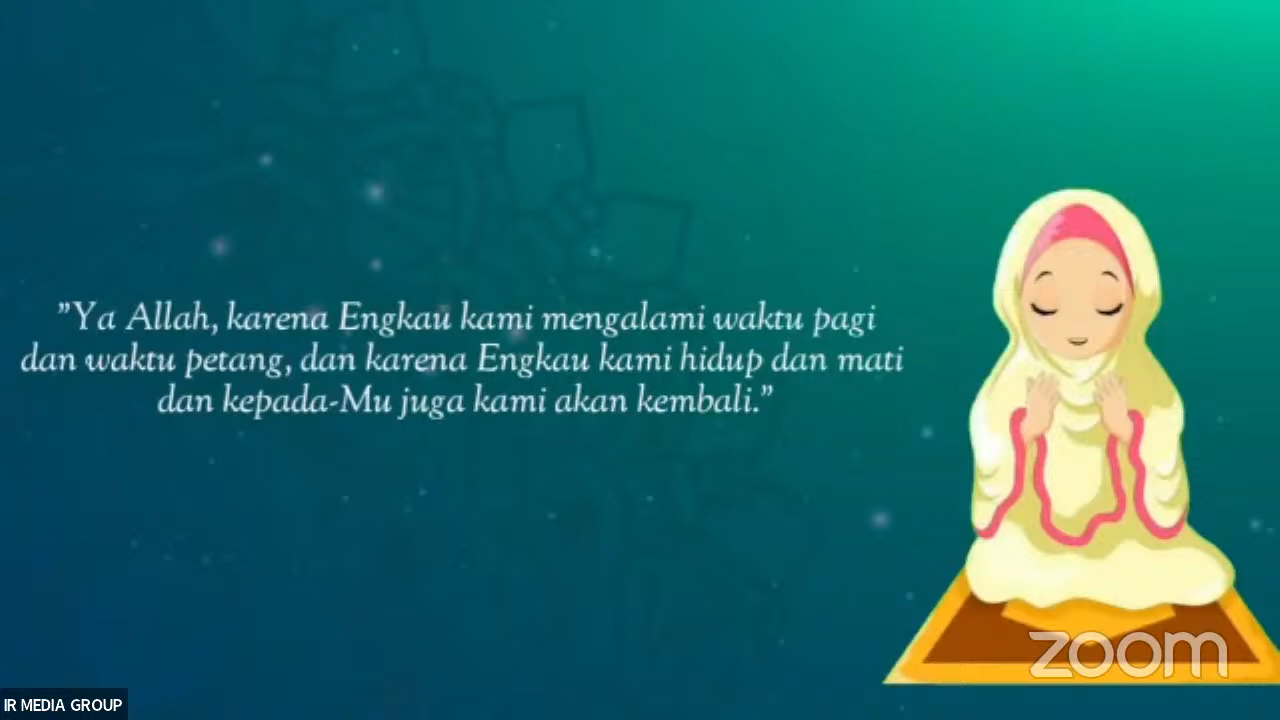 ”Ya Allah, karena Engkau kami mengalami waktu pagi
dan waktu petang, dan karena Engkau kami hidup dan mati
dan kepada-Mu juga kami akan kembali.”
zoom
IR MEDIA GROUP